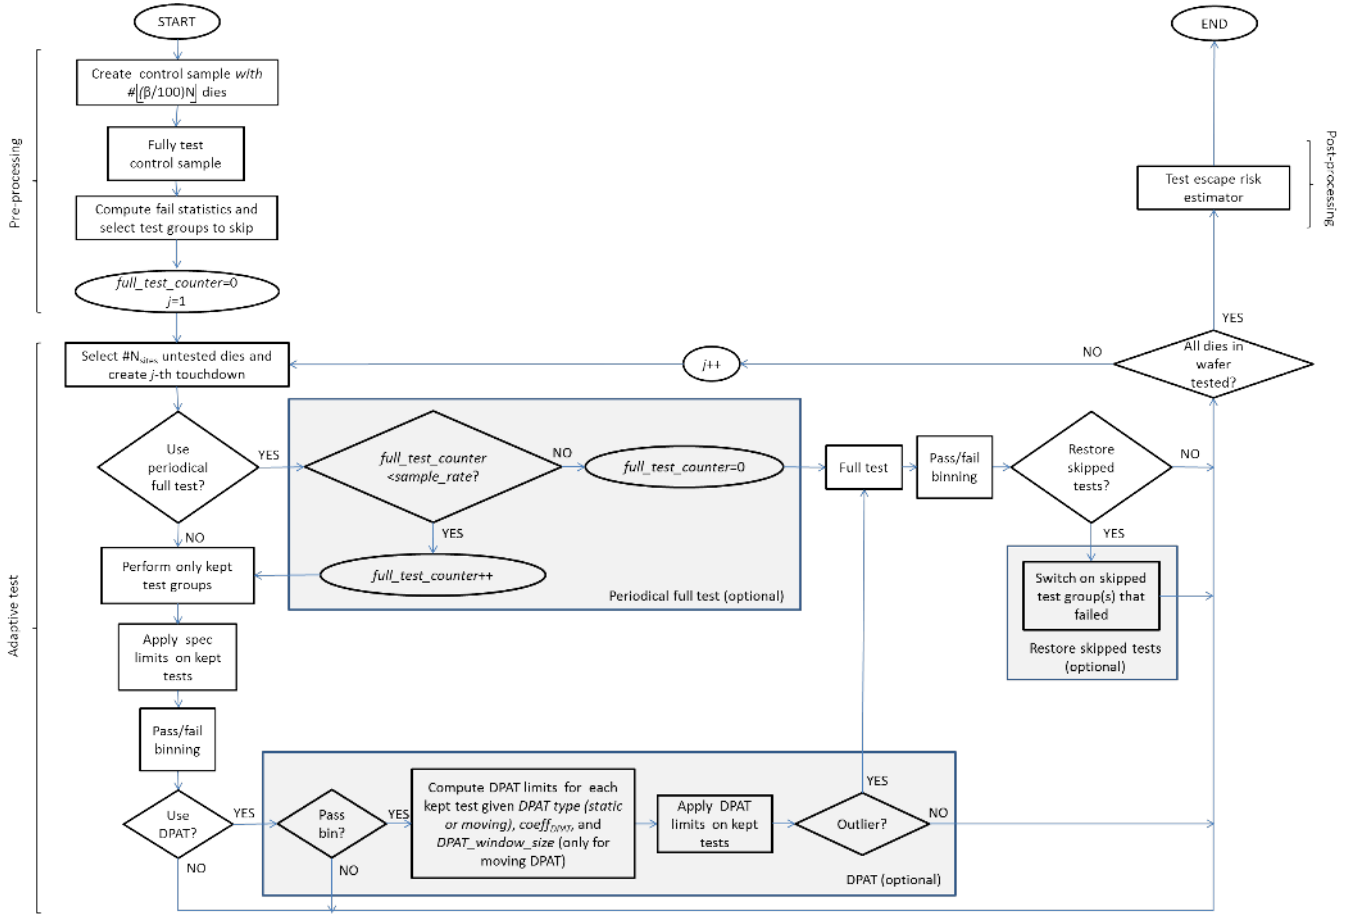 START
END
Pre-processing
Create control sample with
#⌊(β/100)N⌋ dies
Fully test
control sample
Compute fail statistics and
select test groups to skip
full_test_counter=0
j=1
Post-processing
Test escape risk
estimator
YES
Adaptive test
Select #Nsites untested dies and
create j-th touchdown
j++
NO
All dies in
wafer
tested?
Use
periodical
full test?
YES
full_test_counter
<sample_rate?
NO
full_test_counter=0
Full test
Pass/fail
binning
Restore
skipped
tests?
NO
YES
YES
NO
Perform only kept
test groups
full_test_counter++
Periodical full test (optional)
Switch on skipped
test group(s) that
failed
Restore skipped tests
(optional)
Apply spec
limits on kept
tests
Pass/fail
binning
Use
DPAT?
YES
NO
Pass
bin?
YES
NO
Compute DPAT limits for each
kept test given DPAT type (static
or moving), coeffDPAT, and
DPAT_window_size (only for
moving DPAT)
Apply DPAT
limits on kept
tests
Outlier?
YES
NO
DPAT (optional)